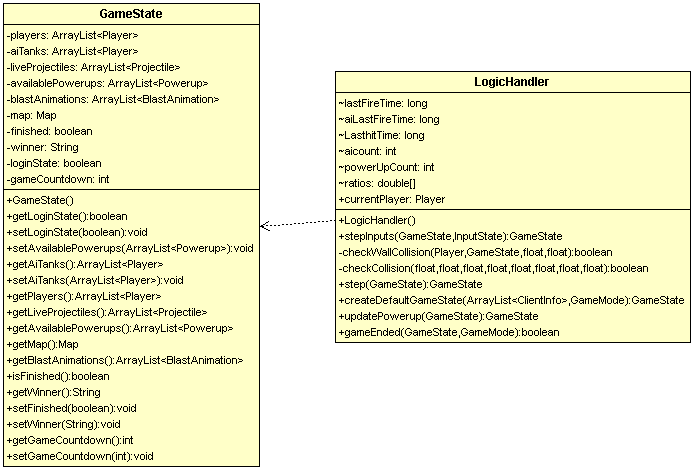 GameState
-players: ArrayList<Player>
-aiTanks: ArrayList<Player>
-liveProjectiles: ArrayList<Projectile>
-availablePowerups: ArrayList<Powerup>
-blastAnimations: ArrayList<BlastAnimation>
-map: Map
-finished: boolean
-winner: String
-loginState: boolean
-gameCountdown: int
+GameState()
+getLoginState():boolean
+setLoginState(boolean):void
+setAvailablePowerups(ArrayList<Powerup>):void
+getAiTanks():ArrayList<Player>
+setAiTanks(ArrayList<Player>):void
+getPlayers():ArrayList<Player>
+getLiveProjectiles():ArrayList<Projectile>
+getAvailablePowerups():ArrayList<Powerup>
+getMap():Map
+getBlastAnimations():ArrayList<BlastAnimation>
+isFinished():boolean
+getWinner():String
+setFinished(boolean):void
+setWinner(String):void
+getGameCountdown():int
+setGameCountdown(int):void
LogicHandler
~lastFireTime: long
~aiLastFireTime: long
~LasthitTime: long
~aicount: int
~powerUpCount: int
~ratios: double[]
+currentPlayer: Player
+LogicHandler()
+stepInputs(GameState,InputState):GameState
-checkWallCollision(Player,GameState,float,float):boolean
-checkCollision(float,float,float,float,float,float,float,float):boolean
+step(GameState):GameState
+createDefaultGameState(ArrayList<ClientInfo>,GameMode):GameState
+updatePowerup(GameState):GameState
+gameEnded(GameState,GameMode):boolean